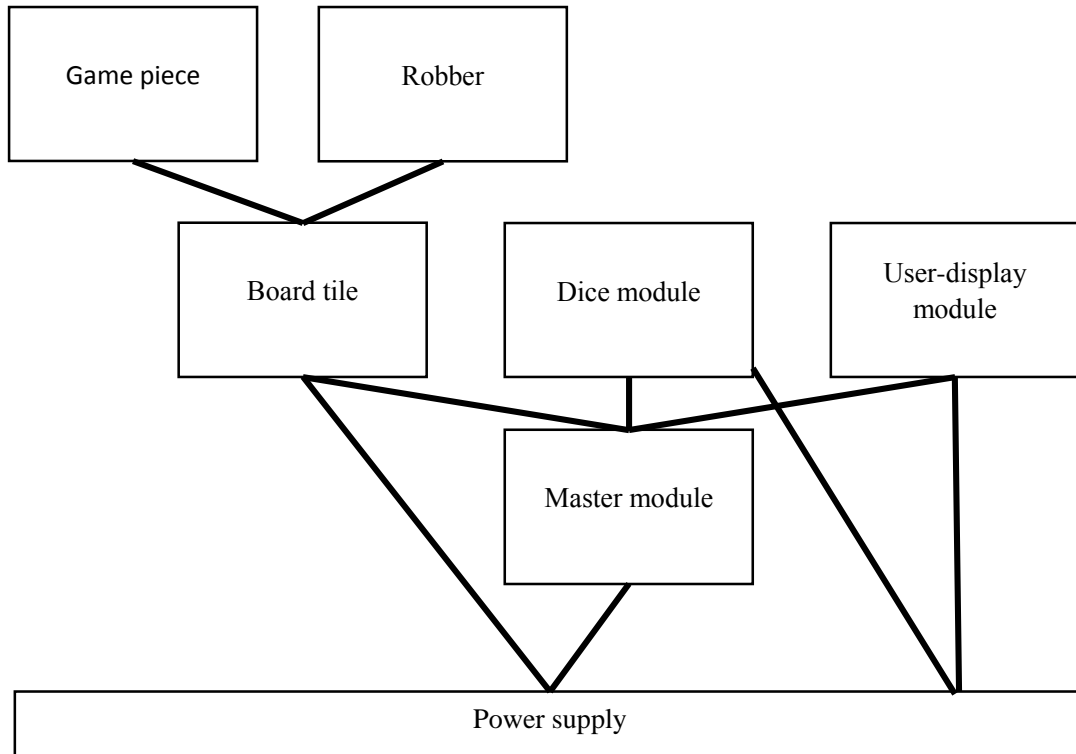 Game piece
Robber
Board tile
Dice module
User-display
module
Master module
Power supply